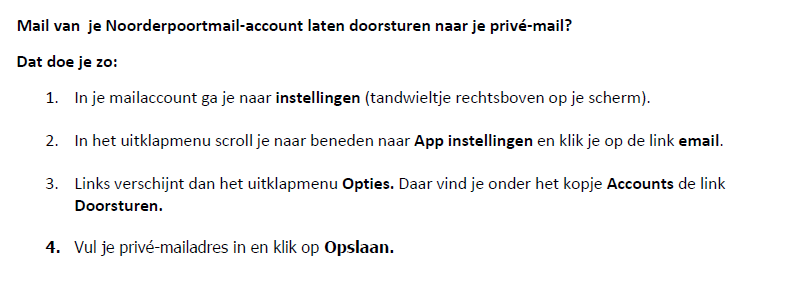 Mail van  je Noorderpoortmail-account laten doorsturen naar je privé-mail?
Dat doe je zo:
1. In je mailaccount ga je naar instellingen (tandwieltje rechtsboven op je scherm).
2. In het uitklapmenu scroll je naar beneden naar App instellingen en klik je op de link email.
3. Links verschijnt dan het uitklapmenu Opties. Daar vind je onder het kopje Accounts de link
Doorsturen.
4. Vul je privé-mailadres in en klik op Opslaan.